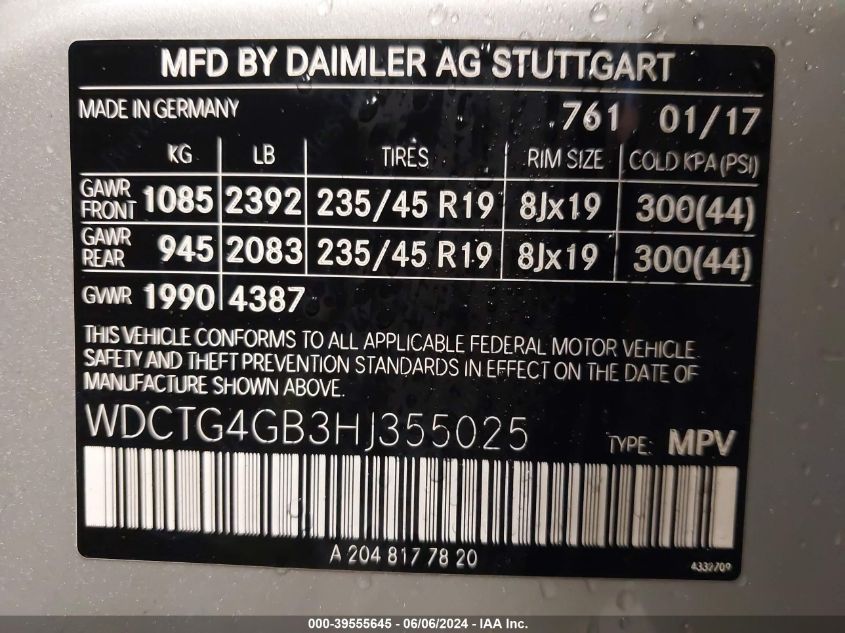 MFD BY DAIMLER AG STUTTGART
MADE IN GERMANY 761 01/17
KG LB TIRES RIM SIZE COLD KPA (PSI)
GAWR FRONT 1085 2392 235/45 R19 8Jx19 300(44)
GAWR REAR 945 2083 235/45 R19 8Jx19 300(44)
GVWR 1990 4387
THIS VEHICLE CONFORMS TO ALL APPLICABLE FEDERAL MOTOR VEHICLE
SAFETY AND THEFT PREVENTION STANDARDS IN EFFECT ON THE DATE OF
MANUFACTURE SHOWN ABOVE.
WDCTG4GB3HJ355025 TYPE: MPV
A 204 817 78 20
4332709
000-39555645 - 06/06/2024 - IAA Inc.